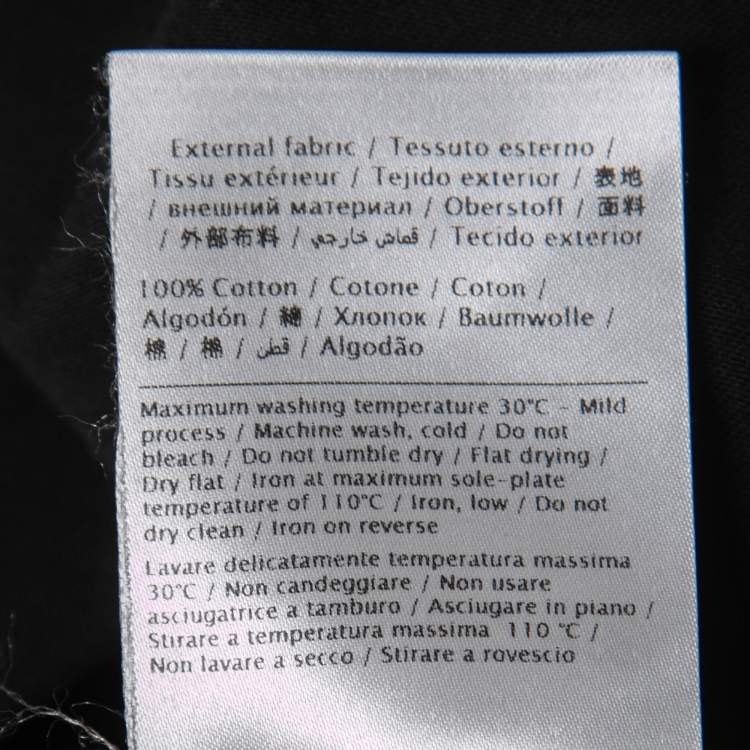 External fabric / Tessuto esterno /
Tissu extérieur / Tejido exterior / 表地
/ внешний материал / Oberstoff / 面料
/ 外部布料 / قماش خارجي / Tecido exterior
100% Cotton / Cotone / Coton /
Algodón / 綿 / Хлопок / Baumwolle /
棉 / 棉 / قطن / Algodão
Maximum washing temperature 30°C - Mild
process / Machine wash, cold / Do not
bleach / Do not tumble dry / Flat drying /
Dry flat / Iron at maximum sole-plate
temperature of 110°C / Iron, low / Do not
dry clean / Iron on reverse
Lavare delicatamente temperatura massima
30°C / Non candeggiare / Non usare
asciugatrice a tamburo / Asciugare in piano /
Stirare a temperatura massima 110 °C /
Non lavare a secco / Stirare a rovescio